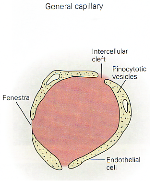 General capillary
Intercellular
cleft
Pinocytotic
vesicles
Fenestra
Endothelial
cell